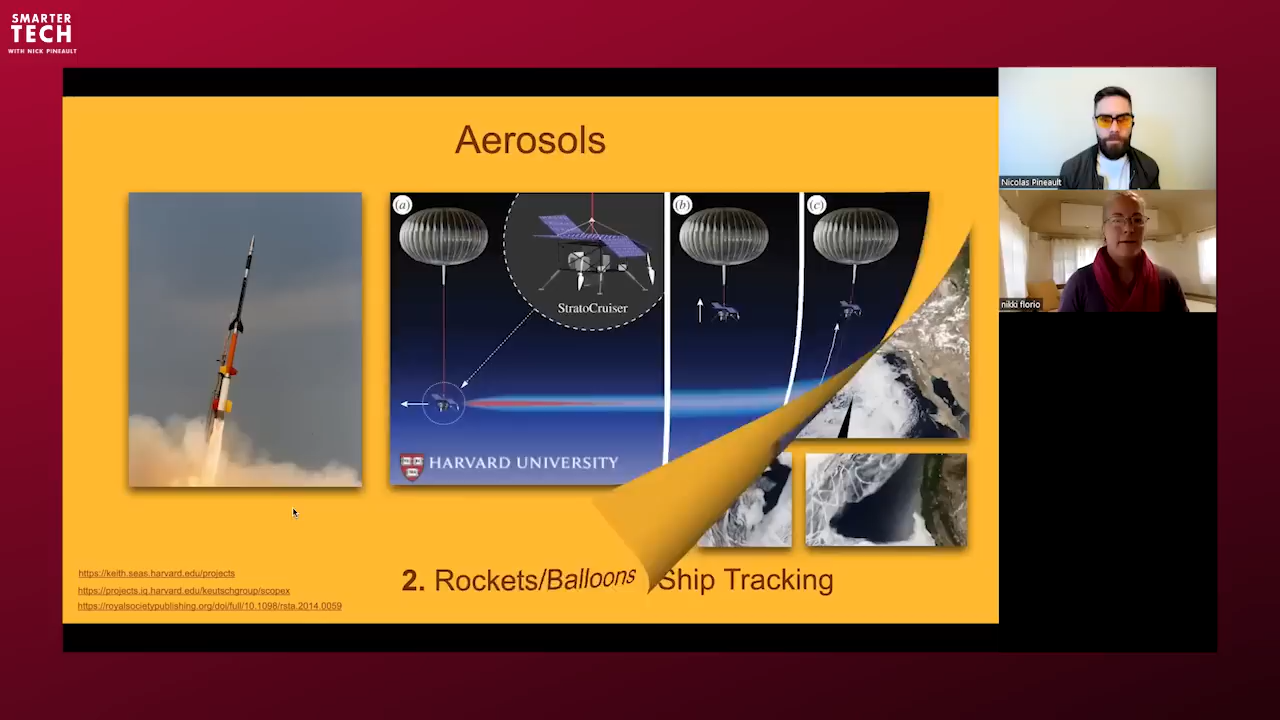 SMARTER
TECH
WITH NICK PINEAULT
Aerosols
(a)
(b)
(c)
StratoCruiser
HARVARD UNIVERSITY
2. Rockets/Balloons
Ship Tracking
https://keith.seas.harvard.edu/projects
https://projects.iq.harvard.edu/keutschgroup/scopex
https://royalsocietypublishing.org/doi/full/10.1098/rsta.2014.0059
Nicolas Pineault
nikki florio